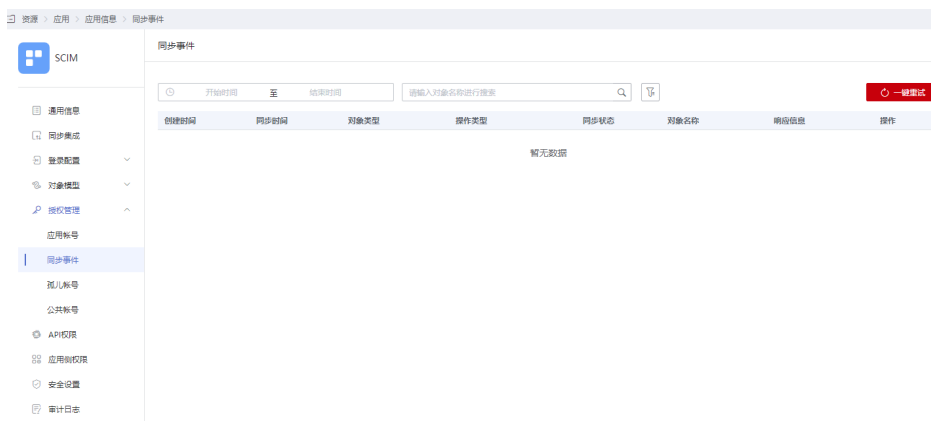 资源 > 应用 > 应用信息 > 同步事件
SCIM
同步事件
开始时间 至 结束时间 请输入对象名称进行搜索 一键重试
创建时间 同步时间 对象类型 操作类型 同步状态 对象名称 响应信息 操作
暂无数据
通用信息
同步集成
登录配置
对象模型
授权管理
应用帐号
同步事件
孤儿帐号
公共帐号
API权限
应用侧权限
安全设置
审计日志